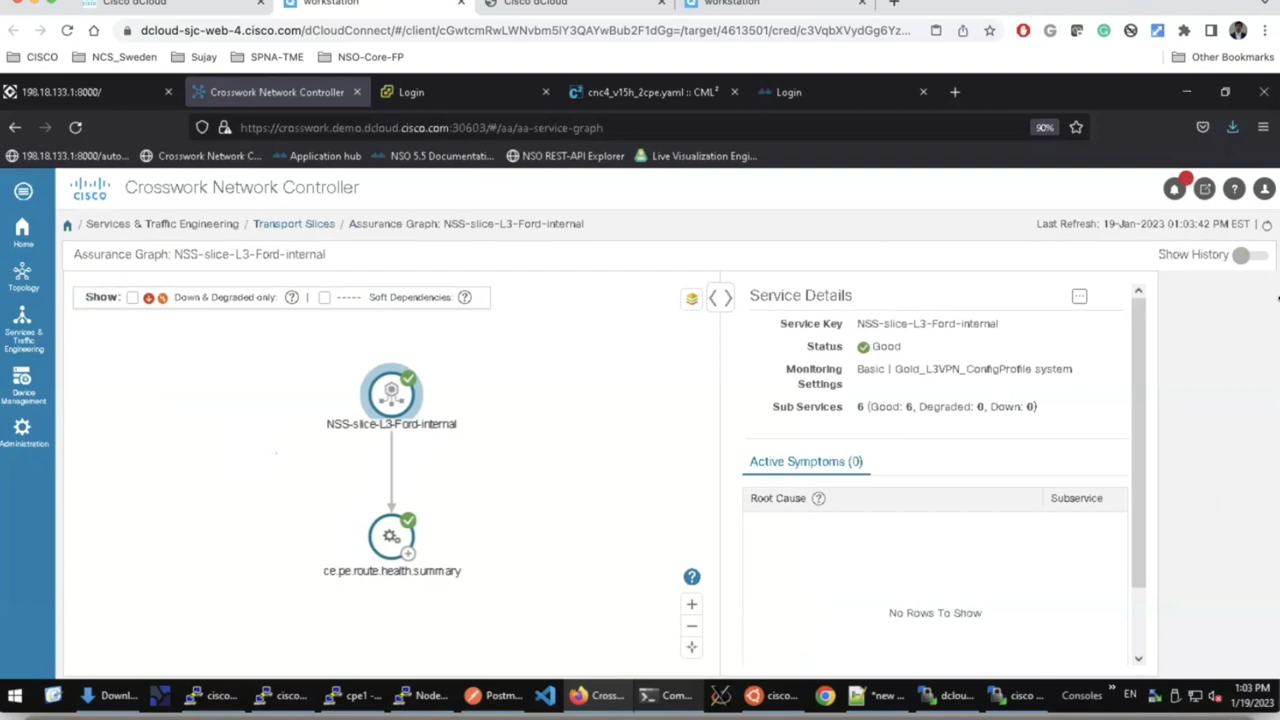 Cisco dCloud
workstation
Cisco dCloud
workstation
dcloud-sjc-web-4.cisco.com/dCloudConnect/#/client/cGwtcmRwLWNvbm5lY3QAYwBub2F1dGg=/target/4613501/cred/c3VqbXVydGg6Yz...
CISCO
NCS_Sweden
Sujay
SPNA-TME
NSO-Core-FP
Other Bookmarks
198.18.133.1:8000/
Crosswork Network Controller
Login
cnc4_v15h_2cpe.yaml :: CML²
Login
https://crosswork.demo.dcloud.cisco.com:30603/#/aa/aa-service-graph
90%
198.18.133.1:8000/auto...
Crosswork Network C...
Application hub
NSO 5.5 Documentati...
NSO REST-API Explorer
Live Visualization Engi...
CISCO
Crosswork Network Controller
/ Services & Traffic Engineering / Transport Slices / Assurance Graph: NSS-slice-L3-Ford-internal
Last Refresh: 19-Jan-2023 01:03:42 PM EST |
Home
Topology
Services &
Traffic
Engineering
Device
Management
Administration
Assurance Graph: NSS-slice-L3-Ford-internal
Show History
Show:
Down & Degraded only:
Soft Dependencies:
NSS-slice-L3-Ford-internal
ce.pe.route.health.summary
Service Details
Service Key NSS-slice-L3-Ford-internal
Status Good
Monitoring Settings Basic | Gold_L3VPN_ConfigProfile system
Sub Services 6 (Good: 6, Degraded: 0, Down: 0)
Active Symptoms (0)
Root Cause
Subservice
No Rows To Show
Downl...
cisco...
cisco...
cpe1 -...
Node...
Postm...
Cross...
Com...
cisco...
*new ...
dclou...
cisco ...
Consoles
EN
1:03 PM
1/19/2023